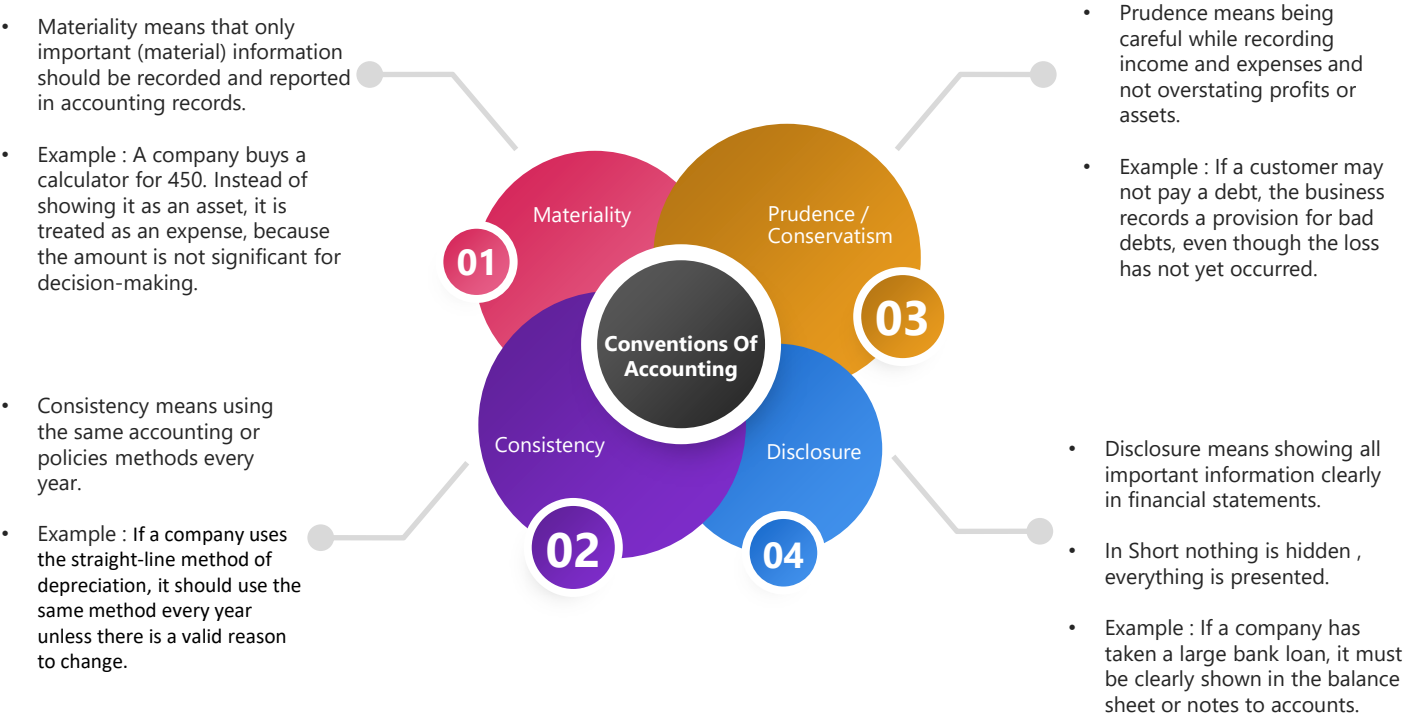 • Materiality means that only
important (material) information
should be recorded and reported
in accounting records.
• Example : A company buys a
calculator for 450. Instead of
showing it as an asset, it is
treated as an expense, because
the amount is not significant for
decision-making.
• Consistency means using
the same accounting or
policies methods every
year.
• Example : If a company uses
the straight-line method of
depreciation, it should use the
same method every year
unless there is a valid reason
to change.
Materiality
01
Prudence /
Conservatism
03
Conventions Of
Accounting
Consistency
02
Disclosure
04
• Prudence means being
careful while recording
income and expenses and
not overstating profits or
assets.
• Example : If a customer may
not pay a debt, the business
records a provision for bad
debts, even though the loss
has not yet occurred.
• Disclosure means showing all
important information clearly
in financial statements.
• In Short nothing is hidden ,
everything is presented.
• Example : If a company has
taken a large bank loan, it must
be clearly shown in the balance
sheet or notes to accounts.